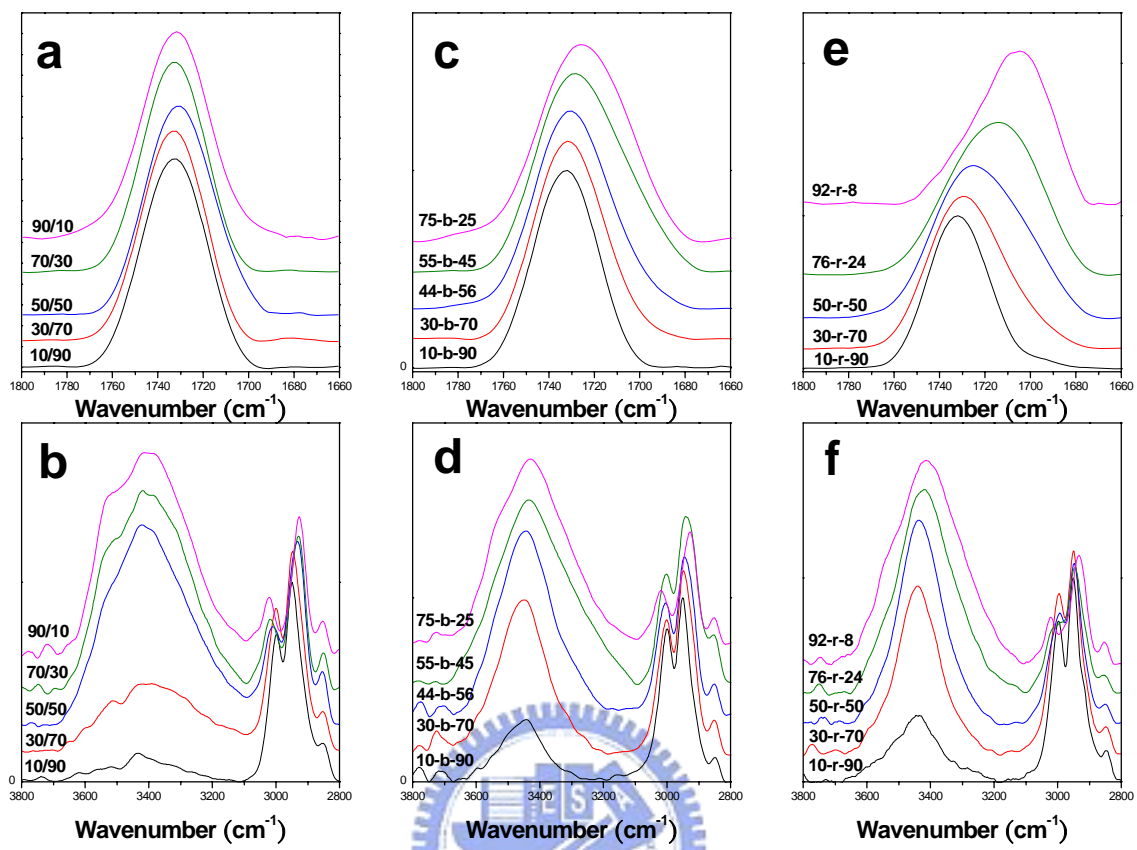 a
90/10
70/30
50/50
30/70
10/90
1800 1780 1760 1740 1720 1700 1680 1660
Wavenumber (cm⁻¹)
c
75-b-25
55-b-45
44-b-56
30-b-70
10-b-90
0
1800 1780 1760 1740 1720 1700 1680 1660
Wavenumber (cm⁻¹)
e
92-r-8
76-r-24
50-r-50
30-r-70
10-r-90
1800 1780 1760 1740 1720 1700 1680 1660
Wavenumber (cm⁻¹)
b
90/10
70/30
50/50
30/70
10/90
0
3800 3600 3400 3200 3000 2800
Wavenumber (cm⁻¹)
d
75-b-25
55-b-45
44-b-56
30-b-70
10-b-90
0
3800 3600 3400 3200 3000 2800
Wavenumber (cm⁻¹)
f
92-r-8
76-r-24
50-r-50
30-r-70
10-r-90
3800 3600 3400 3200 3000 2800
Wavenumber (cm⁻¹)
E S A